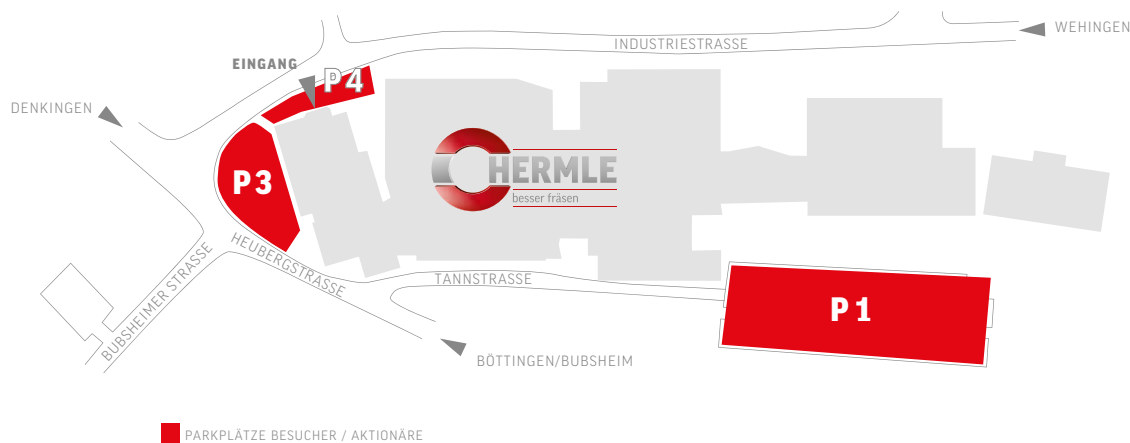 WEHINGEN
INDUSTRIESTRASSE
EINGANG
P4
DENKINGEN
HERMLE
besser fräsen
P3
HEUBERGSTRASSE
BUBSHEIMER STRASSE
TANNSTRASSE
P1
BÖTTINGEN/BUBSHEIM
PARKPLÄTZE BESUCHER / AKTIONÄRE